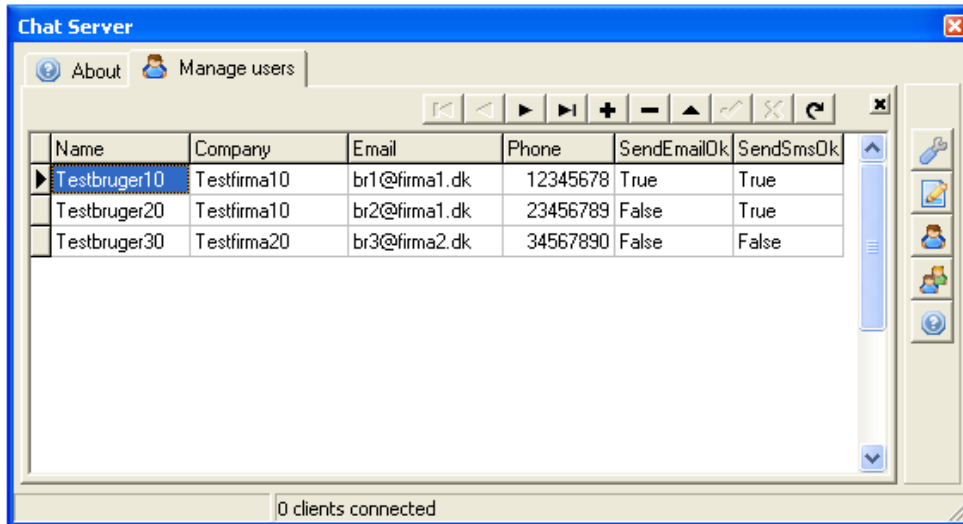 Chat Server
About Manage users
Name Company Email Phone SendEmailOk SendSmsOk
Testbruger10 Testfirma10 br1@firma1.dk 12345678 True True
Testbruger20 Testfirma10 br2@firma1.dk 23456789 False True
Testbruger30 Testfirma20 br3@firma2.dk 34567890 False False
0 clients connected